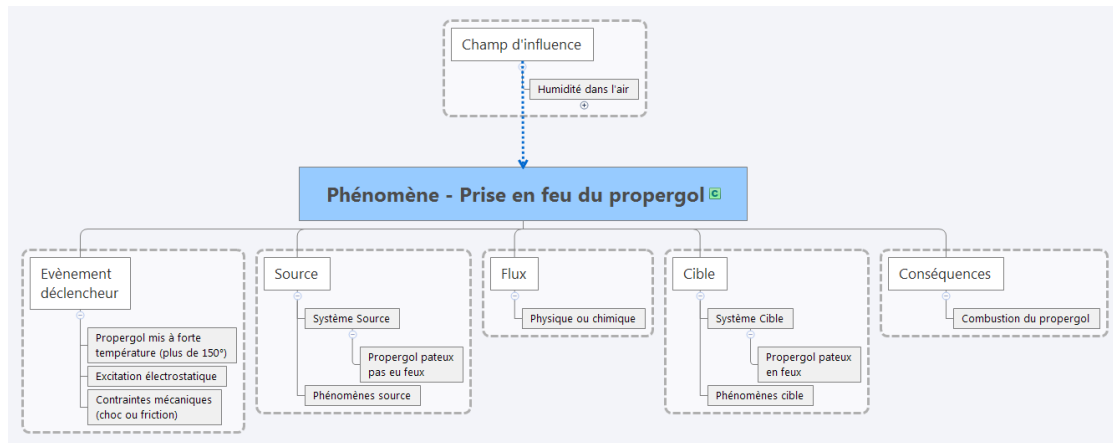 Champ d'influence
Humidité dans l'air
Phénomène - Prise en feu du propergol C
Evènement
déclencheur
Propergol mis à forte
température (plus de 150°)
Excitation électrostatique
Contraintes mécaniques
(choc ou friction)
Source
Système Source
Propergol pateux
pas eu feux
Phénomènes source
Flux
Physique ou chimique
Cible
Système Cible
Propergol pateux
en feux
Phénomènes cible
Conséquences
Combustion du propergol